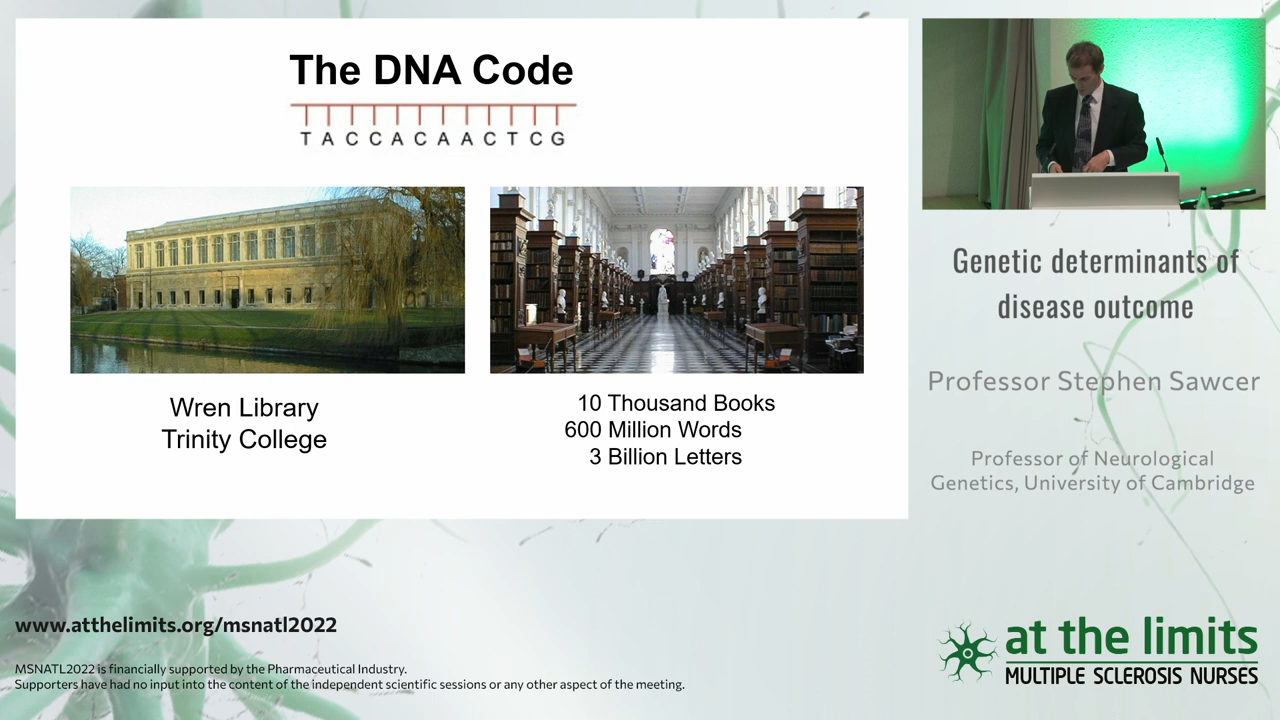 The DNA Code
T A C C A C A A C T C G
Wren Library
Trinity College
10 Thousand Books
600 Million Words
3 Billion Letters
Genetic determinants of
disease outcome
Professor Stephen Sawcer
Professor of Neurological
Genetics, University of Cambridge
www.atthelimits.org/msnatl2022
MSNATL2022 is financially supported by the Pharmaceutical Industry.
Supporters have had no input into the content of the independent scientific sessions or any other aspect of the meeting.
at the limits
MULTIPLE SCLEROSIS NURSES